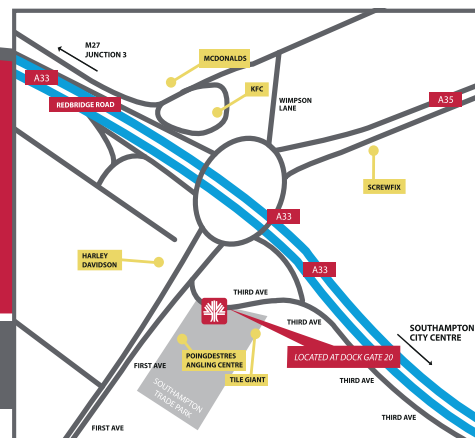 M27
JUNCTION 3
MCDONALDS
A33
KFC
REDBRIDGE ROAD
WIMPSON
LANE
A35
SCREWFIX
A33
HARLEY
DAVIDSON
A33
THIRD AVE
THIRD AVE
SOUTHAMPTON
CITY CENTRE
LOCATED AT DOCK GATE 20
FIRST AVE
POINGDESTRES
ANGLING CENTRE
TILE GIANT
THIRD AVE
SOUTHAMPTON
TRADE PARK
THIRD AVE
FIRST AVE